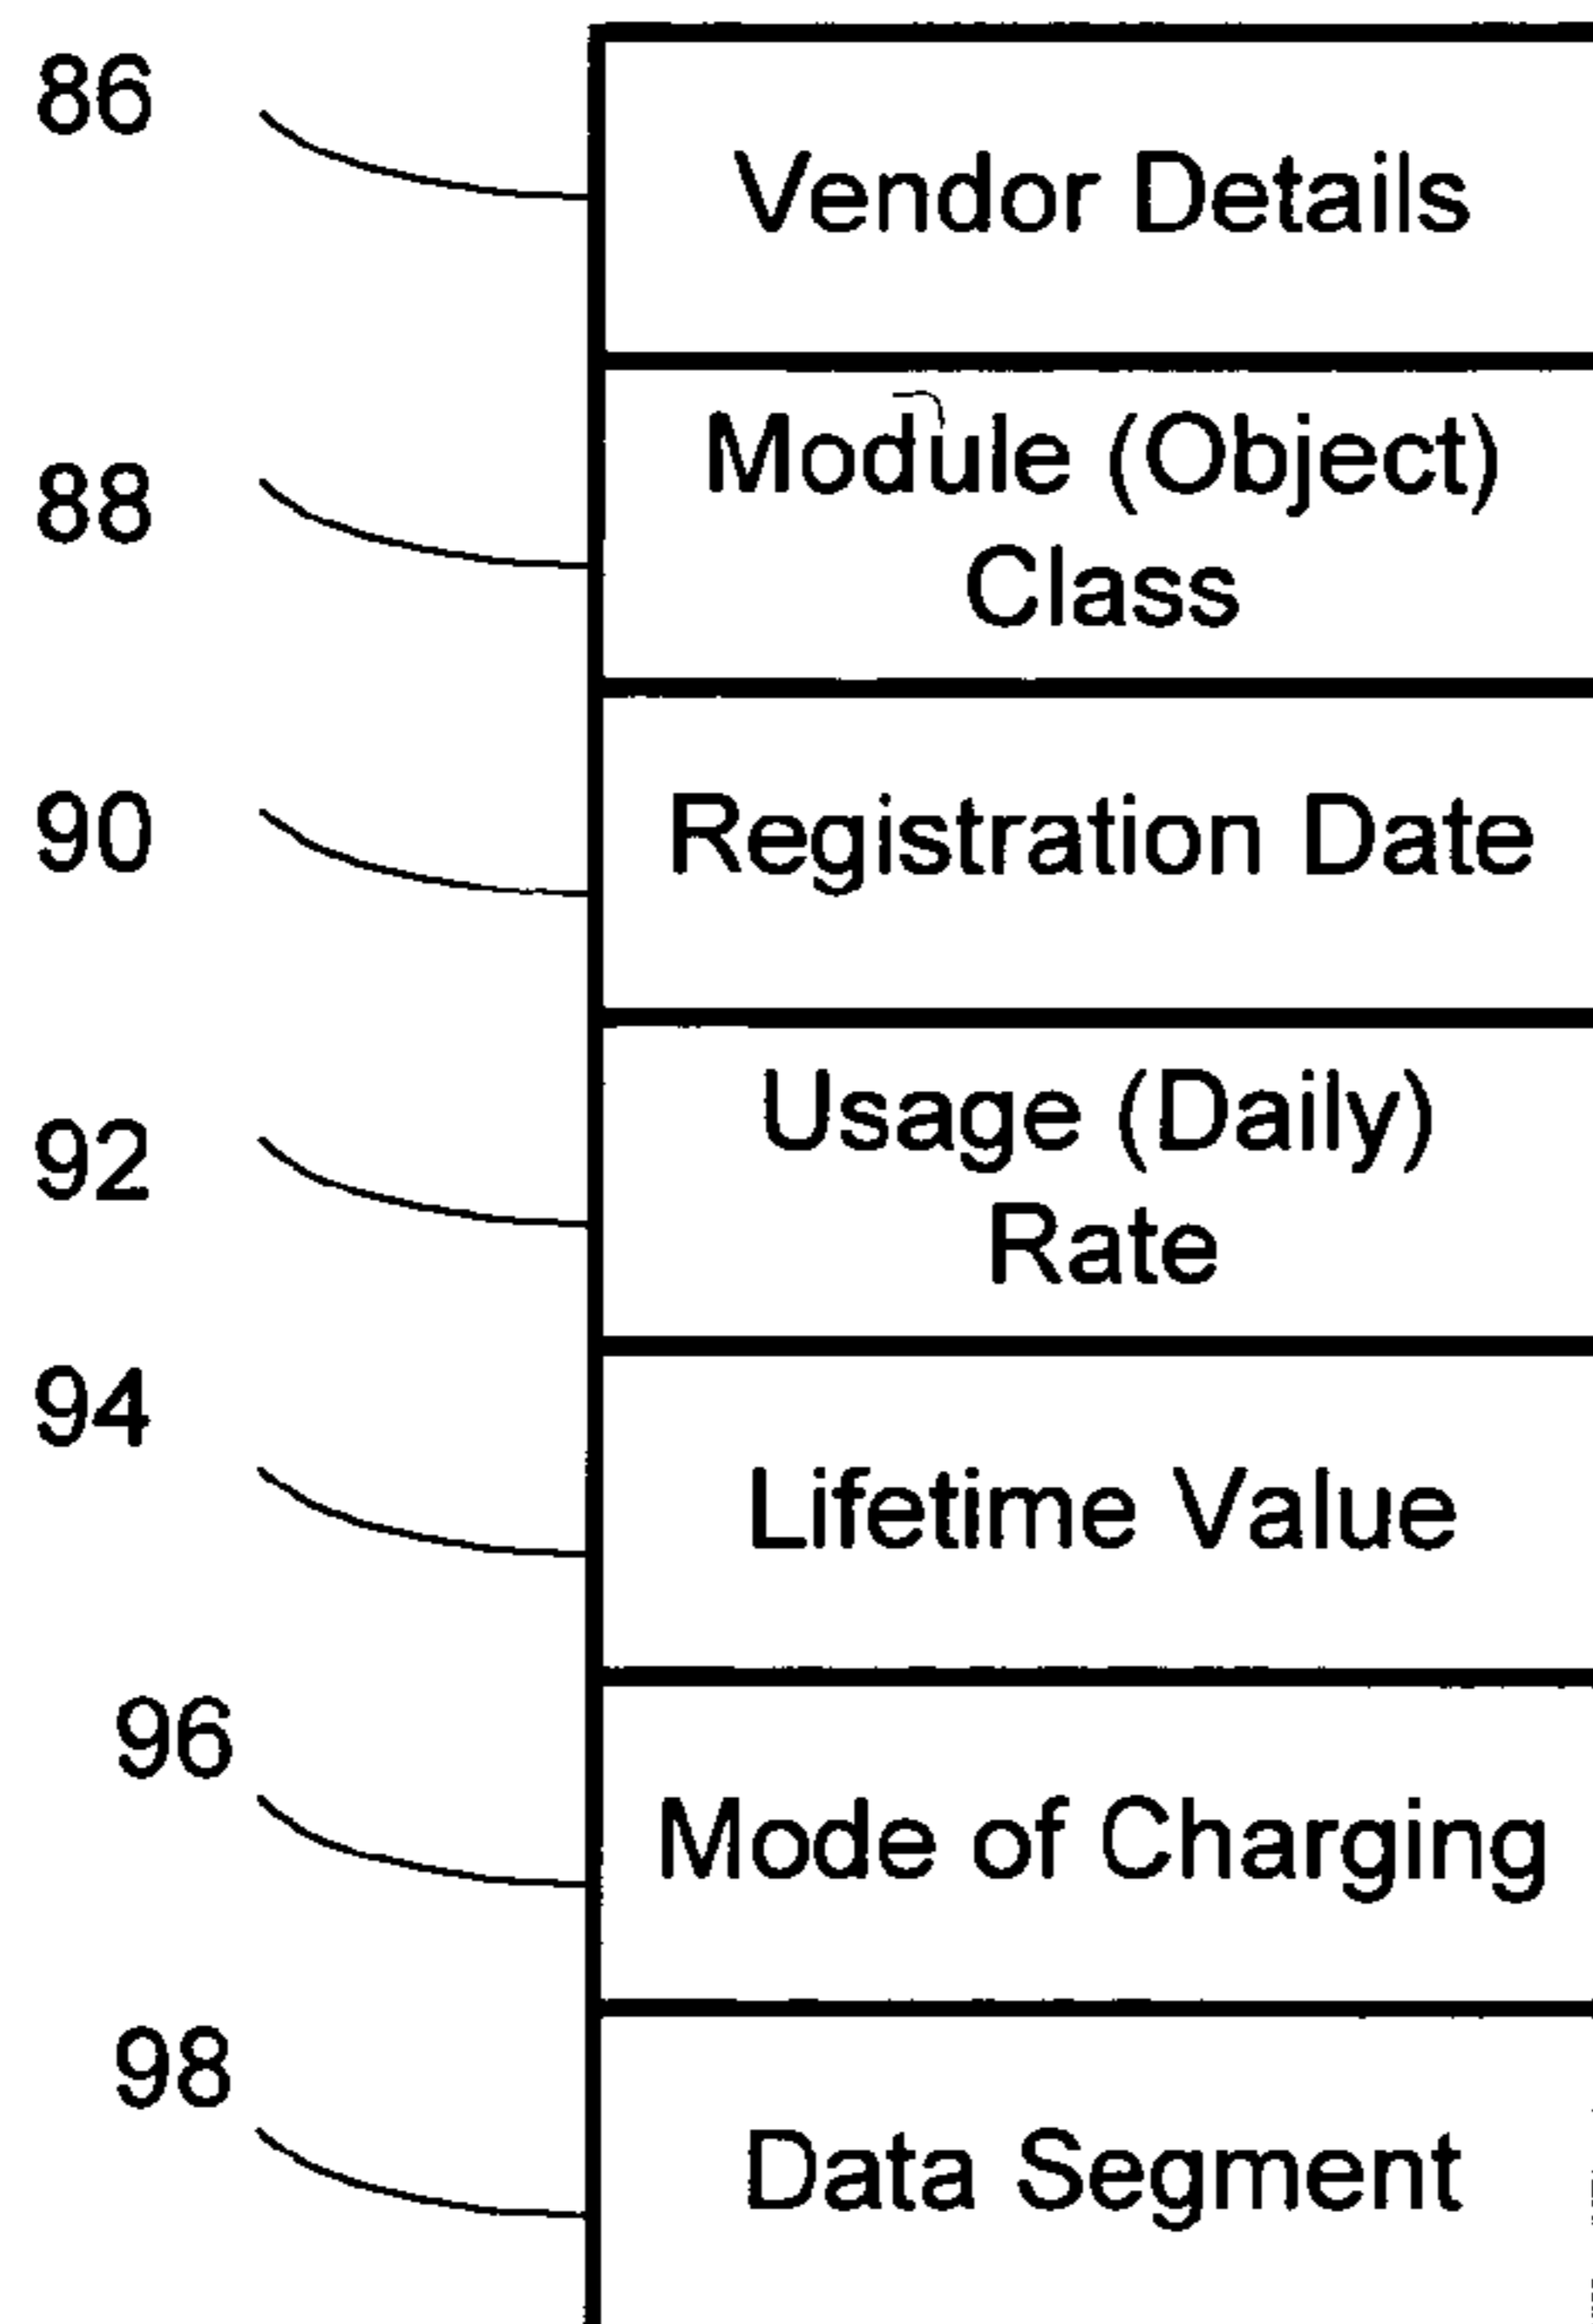 86
Vendor Details
88
Module (Object)
Class
90
Registration Date
92
Usage (Daily)
Rate
94
Lifetime Value
96
Mode of Charging
98
Data Segment